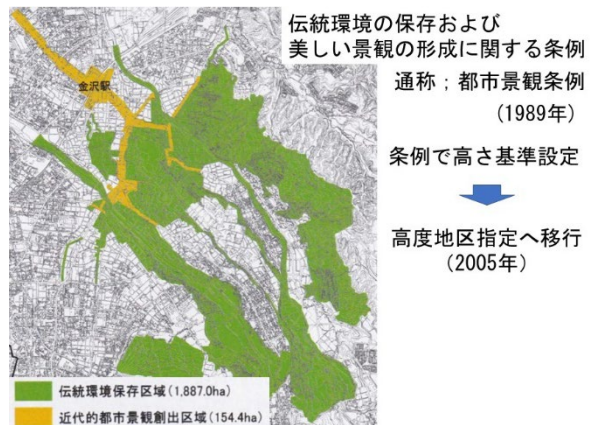 伝統環境の保存および
美しい景観の形成に関する条例
通称；都市景観条例
(1989年)
条例で高さ基準設定
高度地区指定へ移行
(2005年)
金沢駅
伝統環境保存区域(1,887.0ha)
近代的都市景観創出区域(154.4ha)